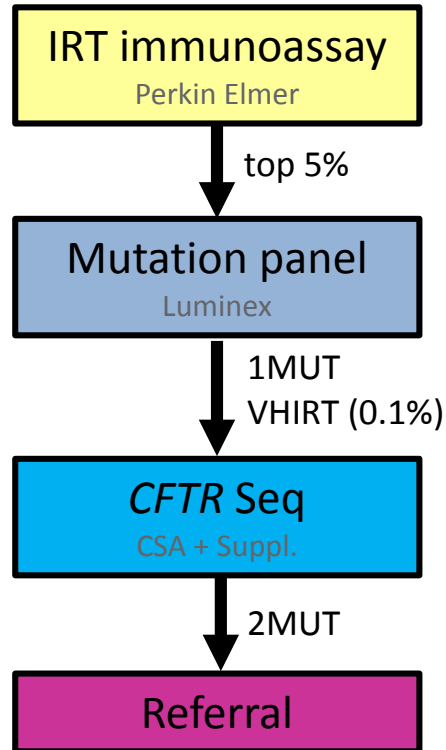 IRT immunoassay
Perkin Elmer
top 5%
Mutation panel
Luminex
1MUT
VHIRT (0.1%)
CFTR Seq
CSA + Suppl.
2MUT
Referral